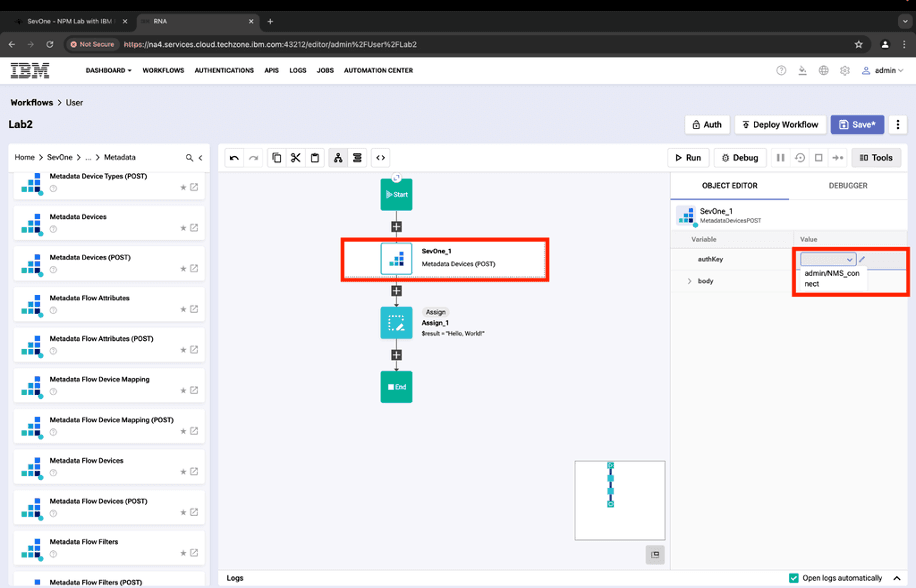 SevOne - NPM Lab with IBM
RNA
Not Secure
https://na4.services.cloud.techzone.ibm.com:43212/editor/admin%2FUser%2FLab2
IBM
DASHBOARD
WORKFLOWS
AUTHENTICATIONS
APIS
LOGS
JOBS
AUTOMATION CENTER
admin
Workflows > User
Lab2
Auth
Deploy Workflow
Save*
Home > SevOne > ... > Metadata
Run
Debug
Tools
Metadata Device Types (POST)
Metadata Devices
Metadata Devices (POST)
Metadata Flow Attributes
Metadata Flow Attributes (POST)
Metadata Flow Device Mapping
Metadata Flow Device Mapping (POST)
Metadata Flow Devices
Metadata Flow Devices (POST)
Metadata Flow Filters
Metadata Flow Filters (POST)
Start
SevOne_1
Metadata Devices (POST)
Assign
Assign_1
$result = "Hello, World!"
End
OBJECT EDITOR
DEBUGGER
SevOne_1
MetadataDevicesPOST
Variable
Value
authKey
admin/NMS_con
nect
body
Logs
Open logs automatically